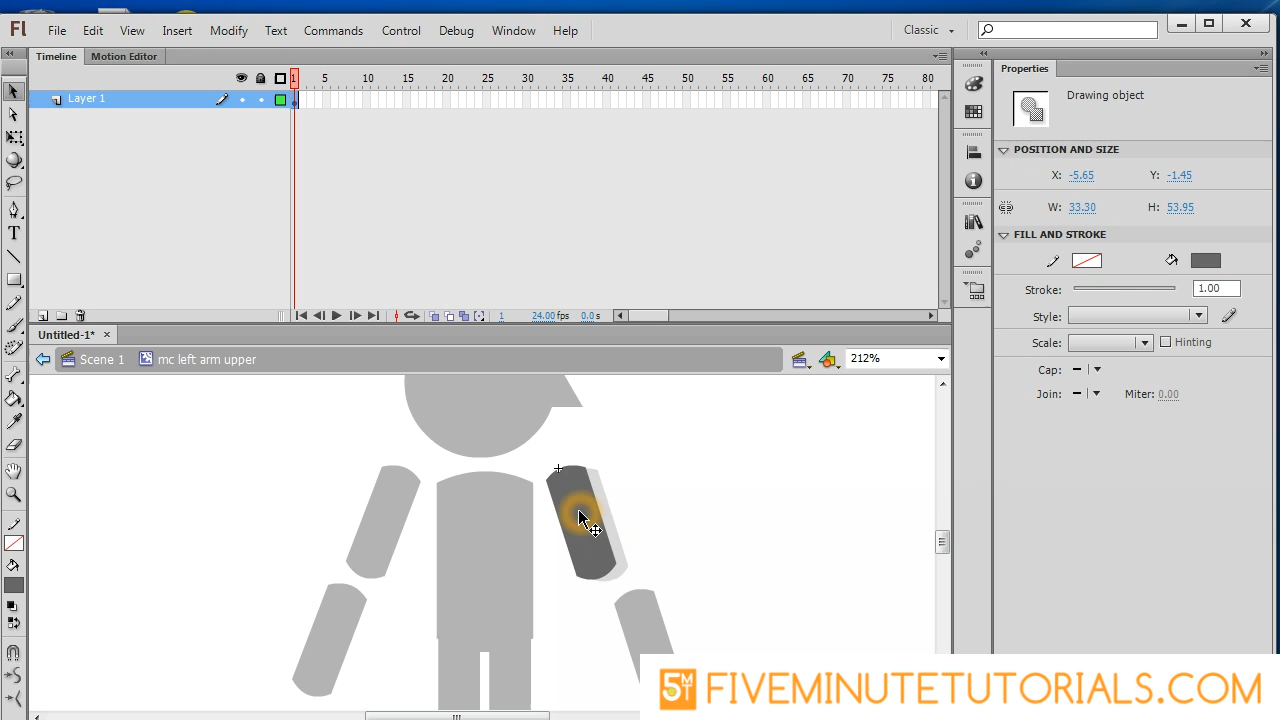 Fl File Edit View Insert Modify Text Commands Control Debug Window Help Classic
Timeline Motion Editor
1 5 10 15 20 25 30 35 40 45 50 55 60 65 70 75 80
Layer 1
1 24.00 fps 0.0 s
Untitled-1* ×
Scene 1 mc left arm upper 212%
Properties
Drawing object
POSITION AND SIZE
X: -5.65 Y: -1.45
W: 33.30 H: 53.95
FILL AND STROKE
Stroke: 1.00
Style:
Scale: Hinting
Cap:
Join: Miter: 0.00
T
5MT FIVEMINUTETUTORIALS.COM